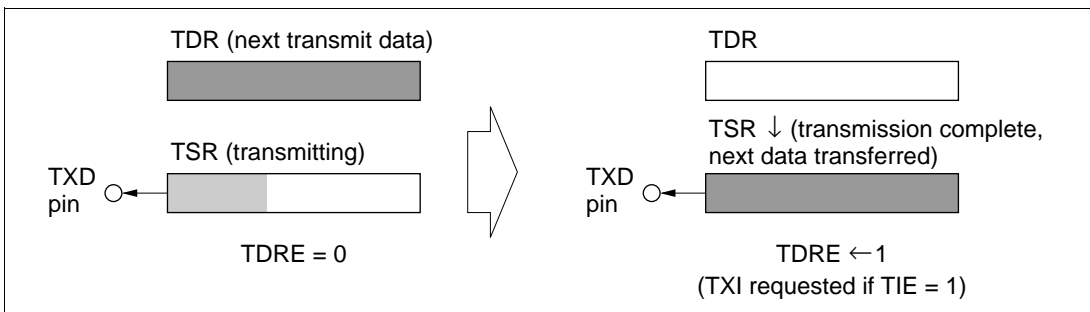 TDR (next transmit data)
TSR (transmitting)
TXD
pin
TDRE = 0
TDR
TSR ↓ (transmission complete,
next data transferred)
TXD
pin
TDRE ←1
(TXI requested if TIE = 1)